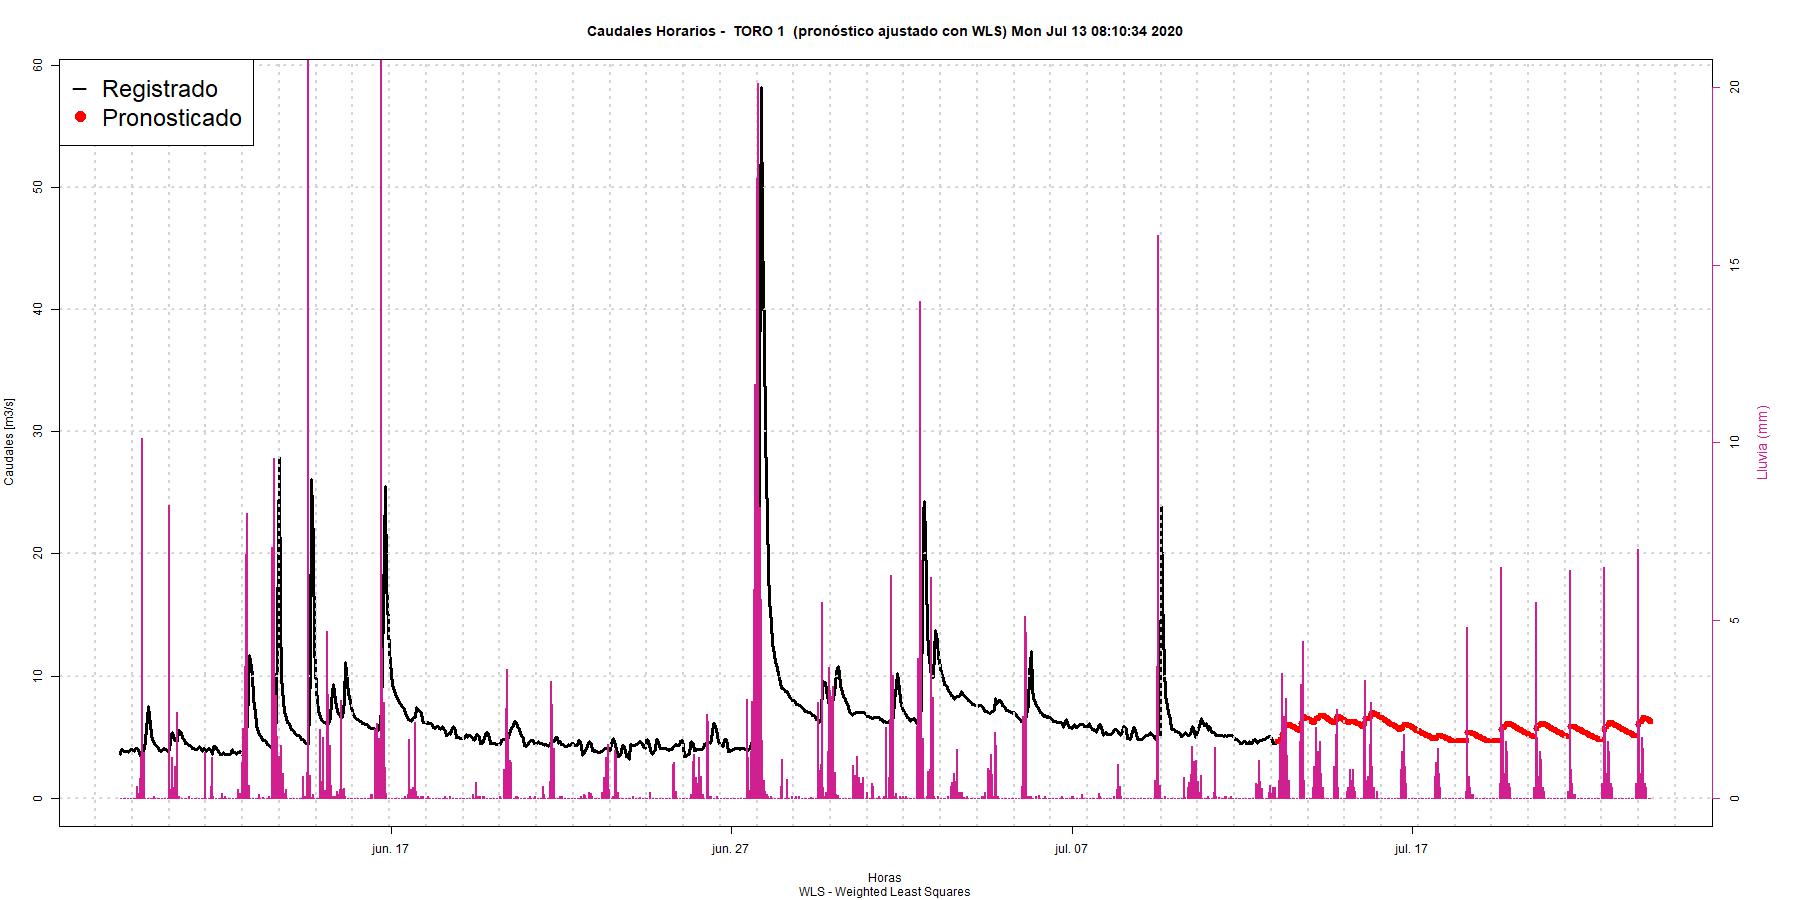 Caudales Horarios -  TORO 1  (pronóstico ajustado con WLS) Mon Jul 13 08:10:34 2020
Registrado
Pronosticado
60
50
40
30
20
10
0
Caudales [m3/s]
20
15
10
5
0
Lluvia (mm)
jun. 17
jun. 27
jul. 07
jul. 17
Horas
WLS - Weighted Least Squares